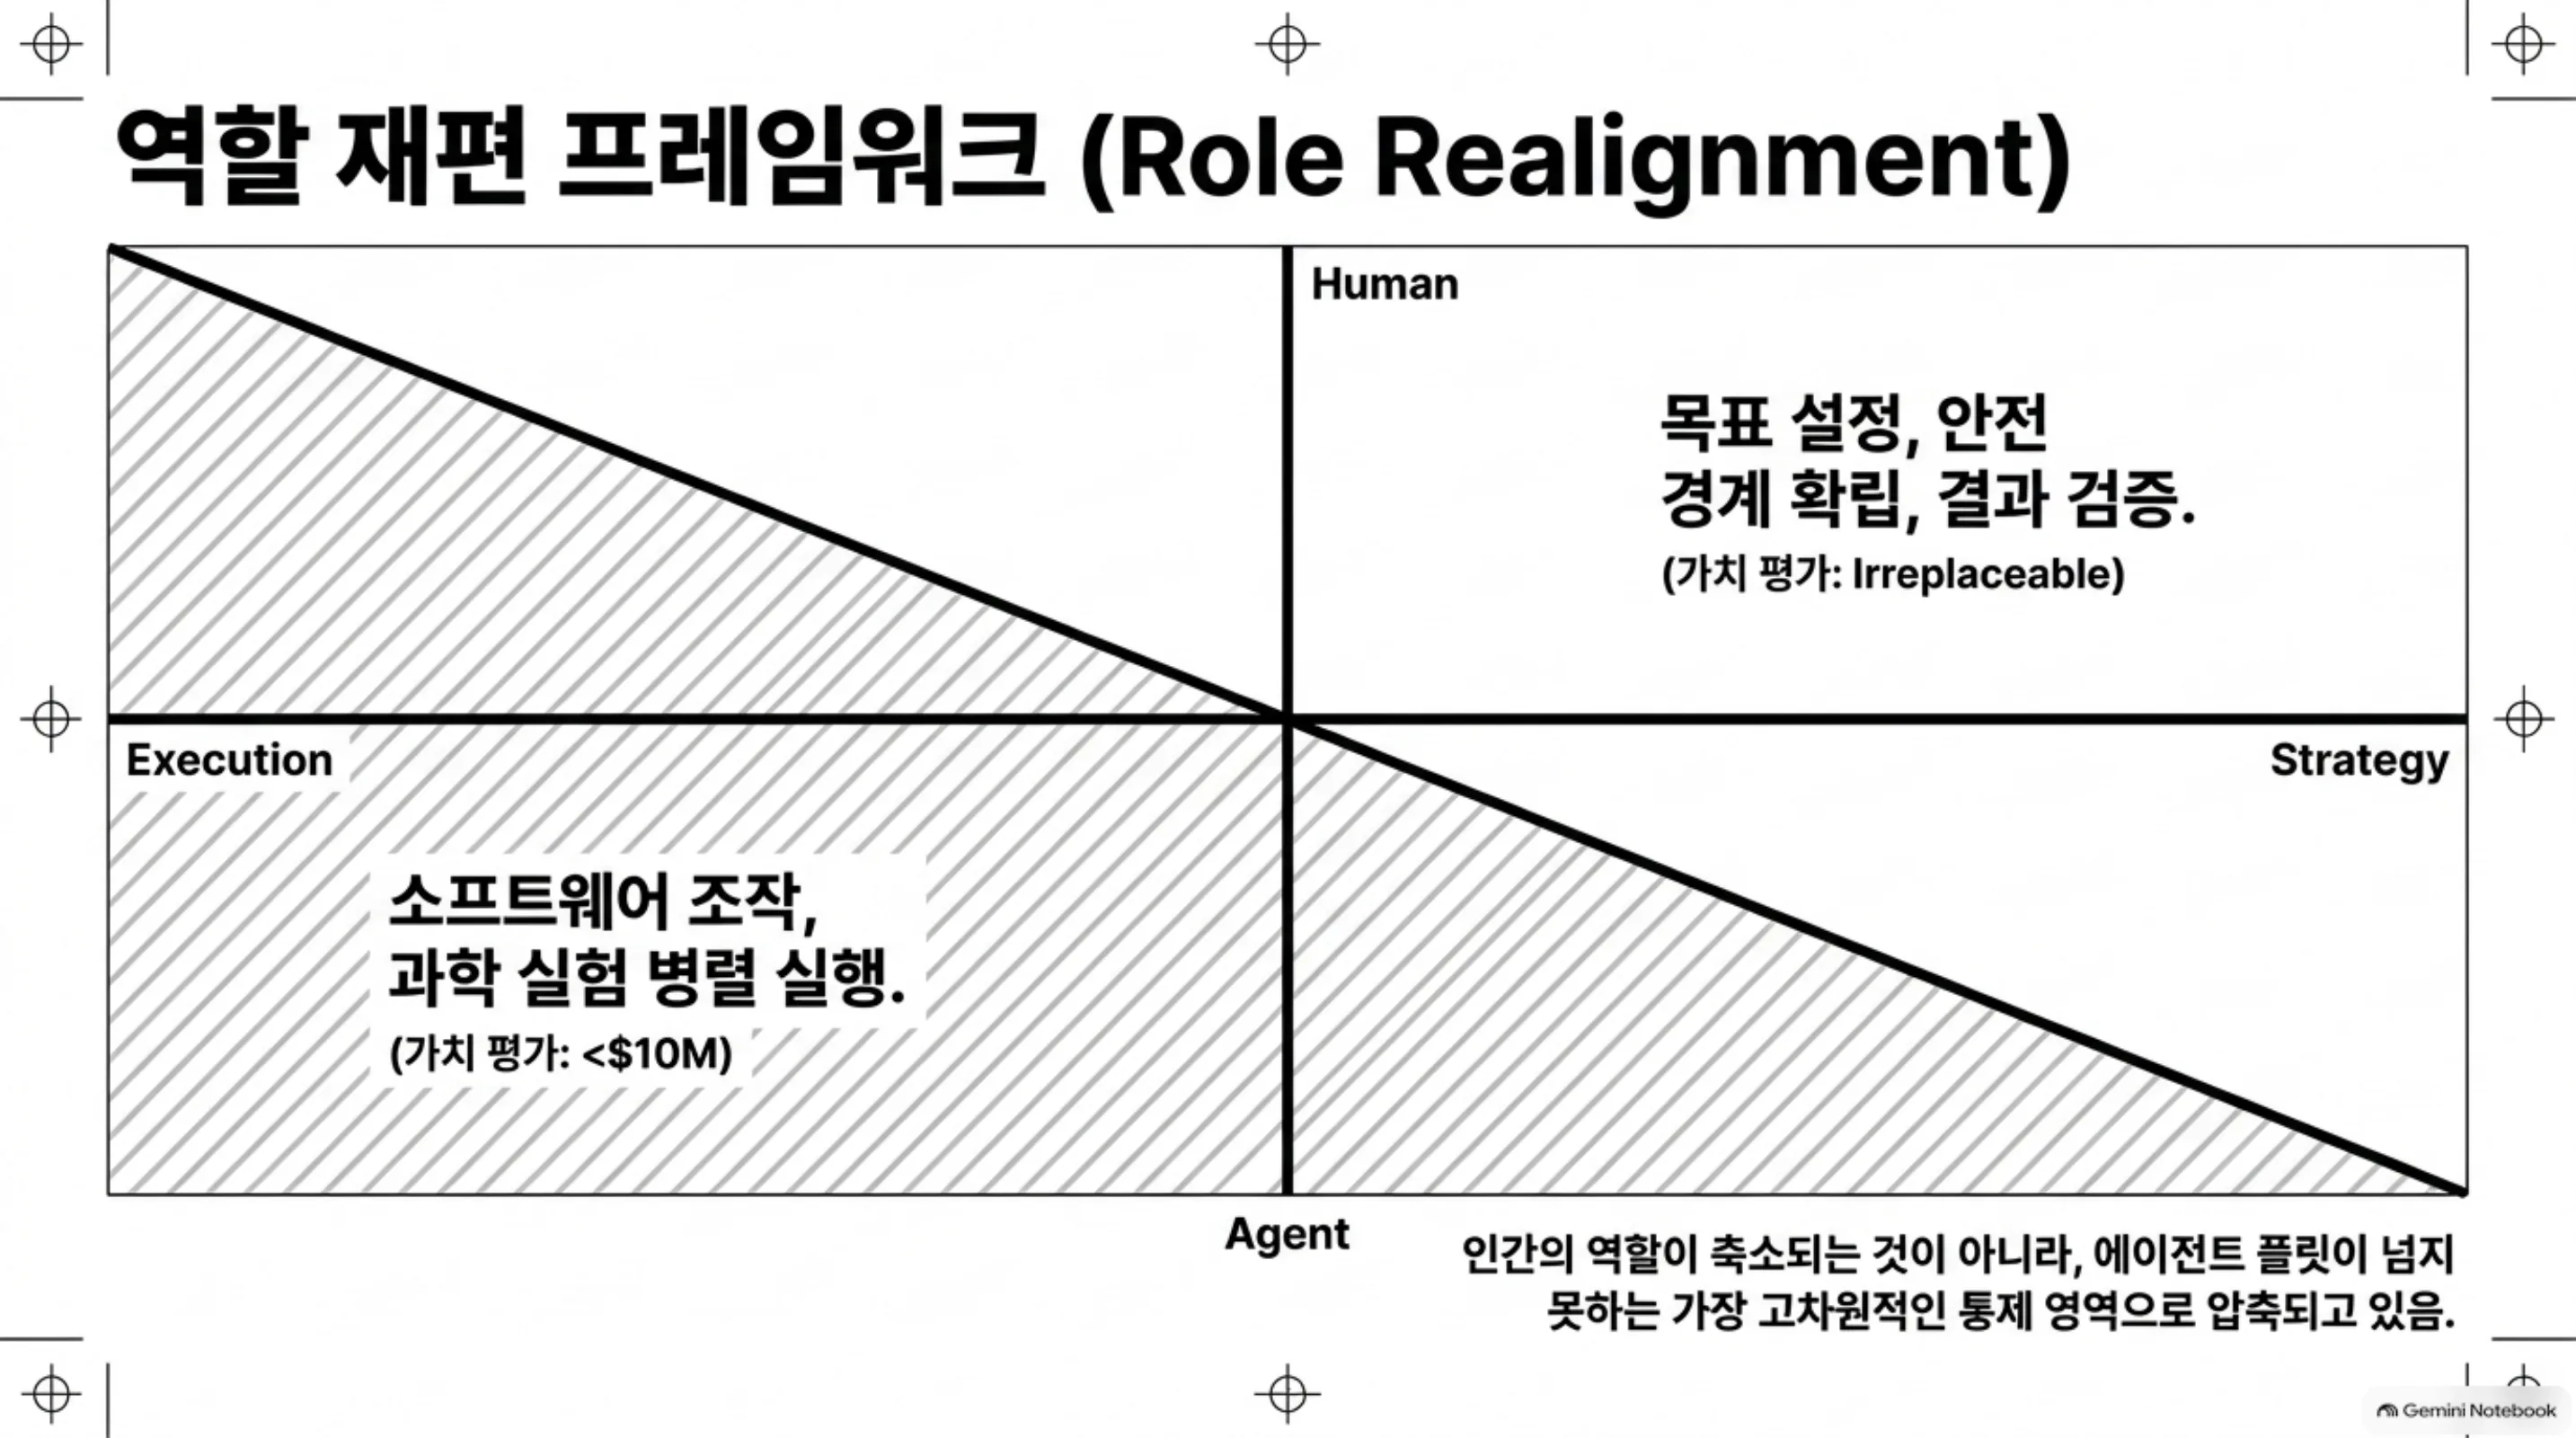 역할 재편 프레임워크 (Role Realignment)
Human
목표 설정, 안전
경계 확립, 결과 검증.
(가치 평가: Irreplaceable)
Execution
Strategy
소프트웨어 조작,
과학 실험 병렬 실행.
(가치 평가: <$10M)
Agent
인간의 역할이 축소되는 것이 아니라, 에이전트 플릿이 넘지
못하는 가장 고차원적인 통제 영역으로 압축되고 있음.
Gemini Notebook